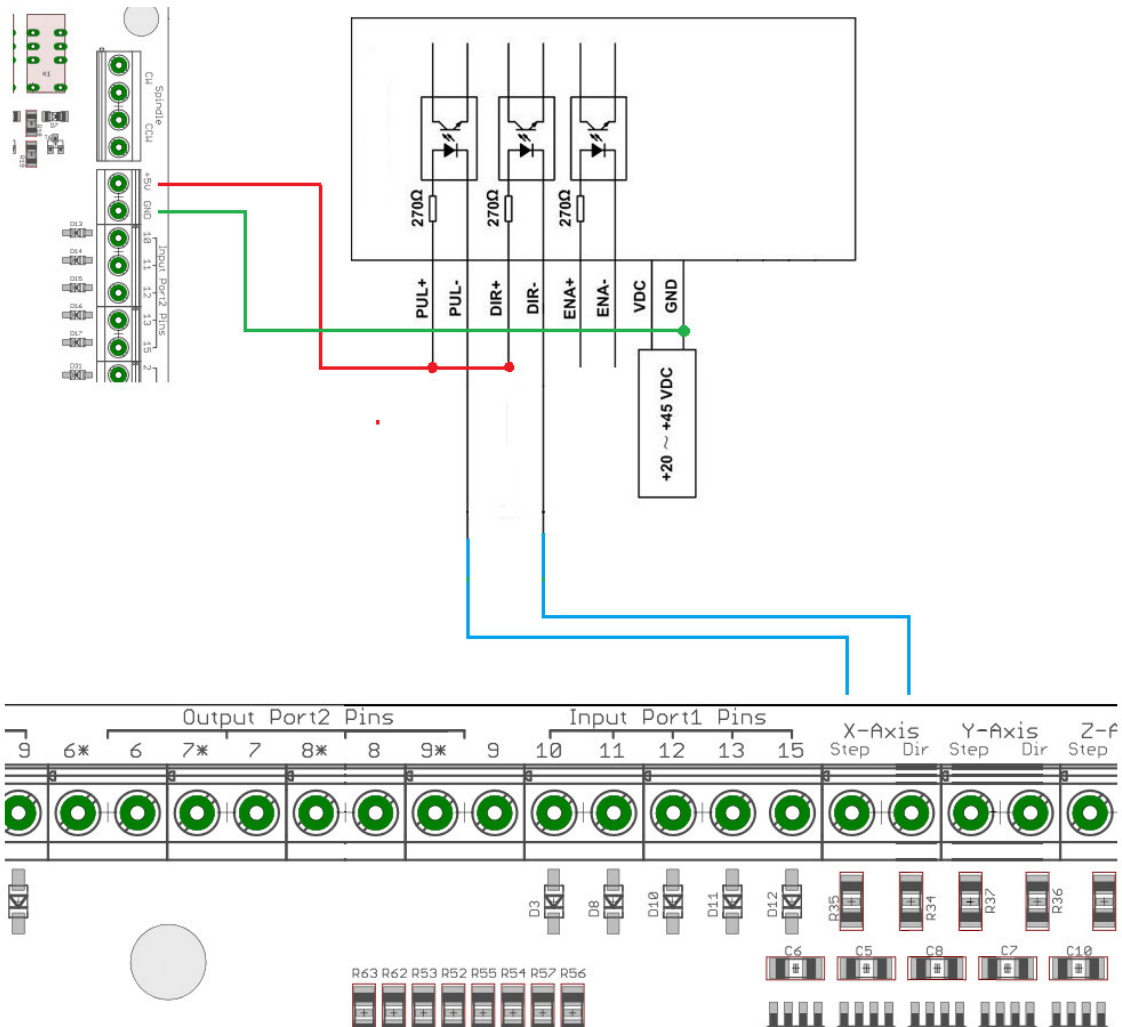 K1
CW
CCW
Spindle
D7
+5V
GND
D13
10
D14
11
D15
12
D16
13
D17
15
D31
2
Input Port2 Pins
270Ω
270Ω
270Ω
PUL+
PUL-
DIR+
DIR-
ENA+
ENA-
VDC
GND
+20 ~ +45 VDC
Output Port2 Pins
Input Port1 Pins
X-Axis
Y-Axis
9
6*
6
7*
7
8*
8
9*
9
10
11
12
13
15
Step
Dir
Step
Dir
Step
D3
D8
D10
D11
D12
R35
R34
R37
R36
C6
C5
C8
C7
C10
R63
R62
R53
R52
R55
R54
R57
R56